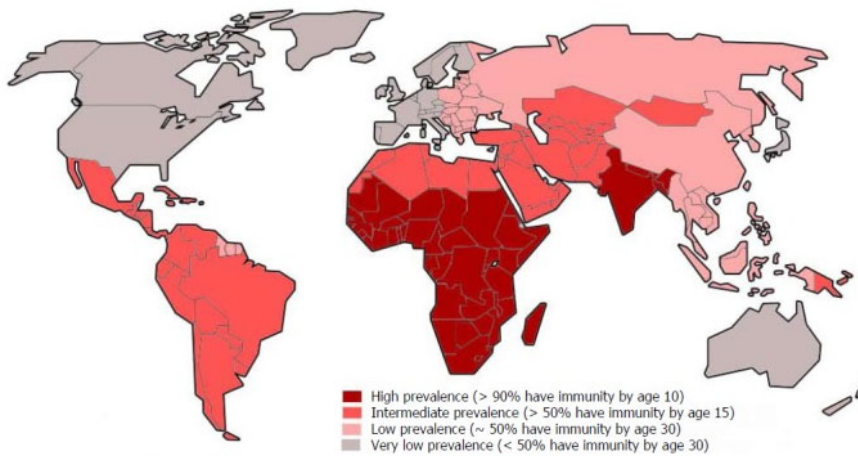 High prevalence (> 90% have immunity by age 10)
Intermediate prevalence (> 50% have immunity by age 15)
Low prevalence (~ 50% have immunity by age 30)
Very low prevalence (< 50% have immunity by age 30)